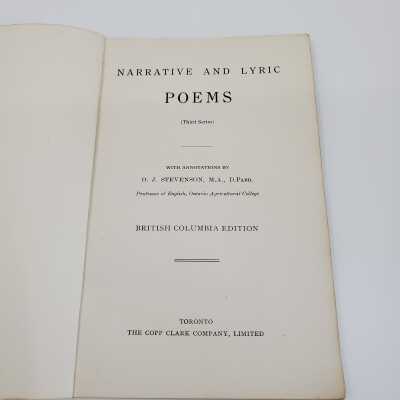 NARRATIVE AND LYRIC
POEMS
(Third Series)
WITH ANNOTATIONS BY
O. J. STEVENSON, M.A., D.PÆD.
Professor of English, Ontario Agricultural College
BRITISH COLUMBIA EDITION
TORONTO
THE COPP CLARK COMPANY, LIMITED